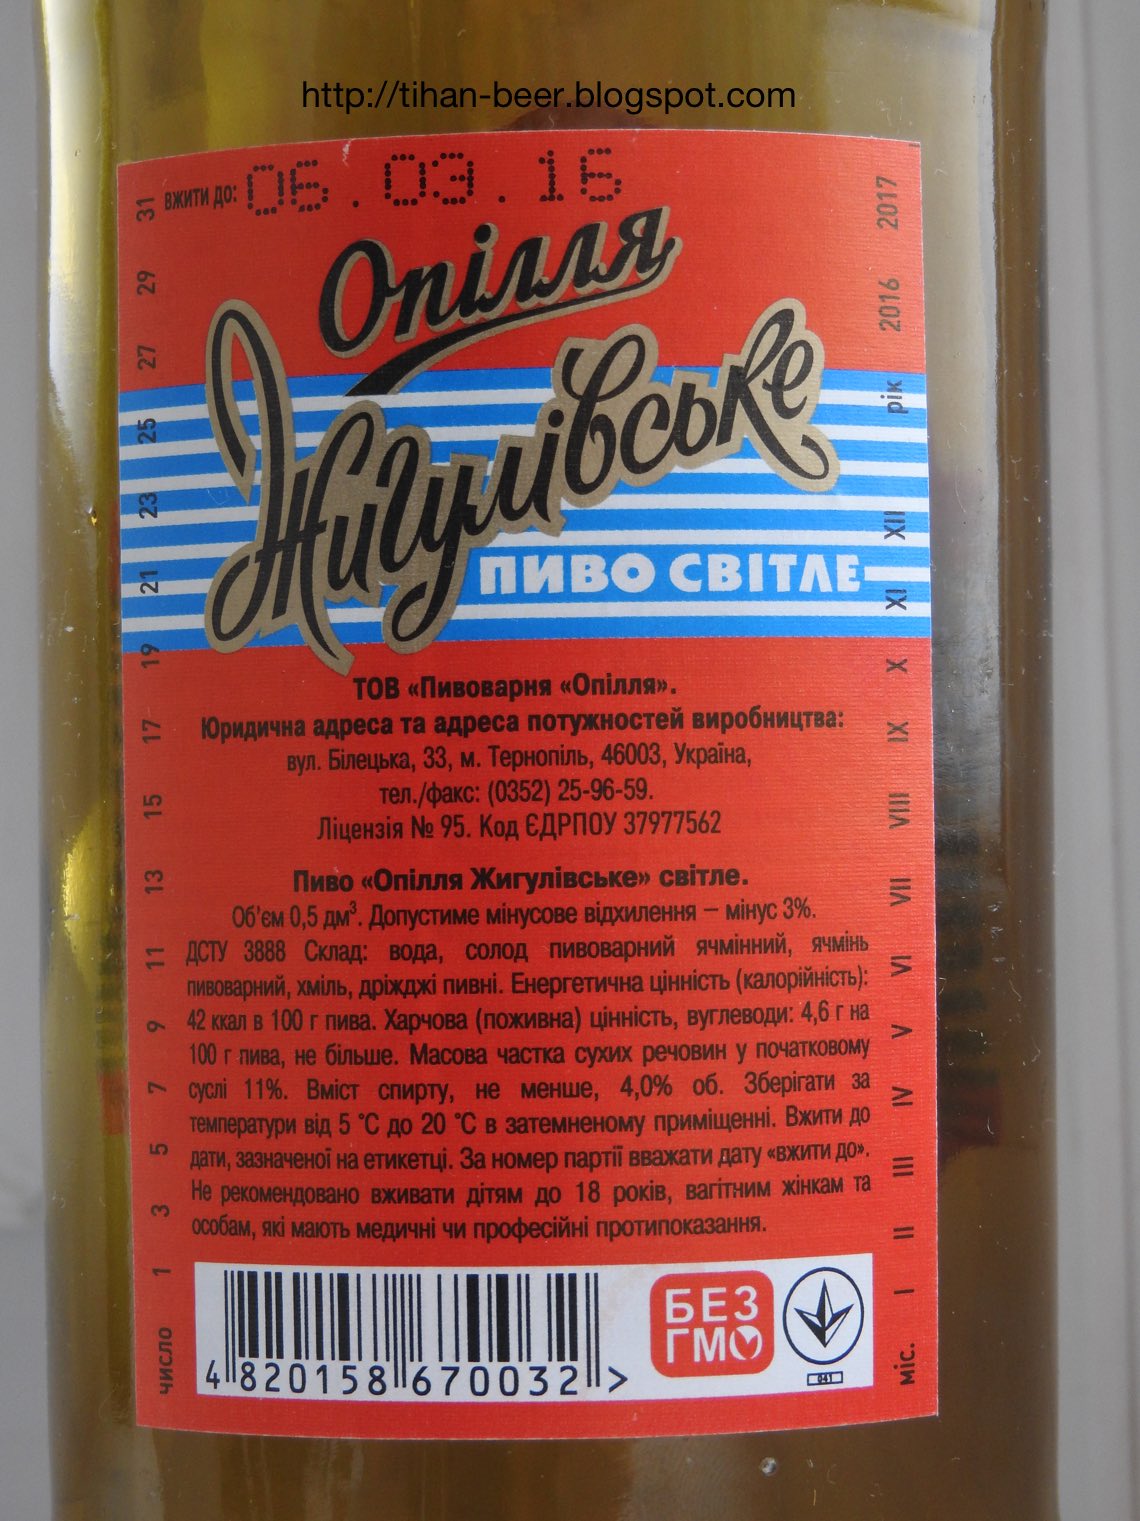 http://tihan-beer.blogspot.com
ВЖИТИ ДО: 06.03.16
Опілля
Жигулівське
ПИВО СВІТЛЕ
ТОВ «Пивоварня «Опілля».
Юридична адреса та адреса потужностей виробництва:
вул. Білецька, 33, м. Тернопіль, 46003, Україна,
тел./факс: (0352) 25-96-59.
Ліцензія № 95. Код ЄДРПОУ 37977562
Пиво «Опілля Жигулівське» світле.
Об'єм 0,5 дм³. Допустиме мінусове відхилення – мінус 3%.
ДСТУ 3888 Склад: вода, солод пивоварний ячмінний, ячмінь
пивоварний, хміль, дріжджі пивні. Енергетична цінність (калорійність):
42 ккал в 100 г пива. Харчова (поживна) цінність, вуглеводи: 4,6 г на
100 г пива, не більше. Масова частка сухих речовин у початковому
суслі 11%. Вміст спирту, не менше, 4,0% об. Зберігати за
температури від 5 °С до 20 °С в затемненому приміщенні. Вжити до
дати, зазначеної на етикетці. За номер партії вважати дату «вжити до».
Не рекомендовано вживати дітям до 18 років, вагітним жінкам та
особам, які мають медичні чи професійні протипоказання.
4 820158 670032 >
БЕЗ
ГМО
041
число 1 3 5 7 9 11 13 15 17 19 21 23 25 27 29 31
міс. I II III IV V VI VII VIII IX X XI XII рік 2016 2017